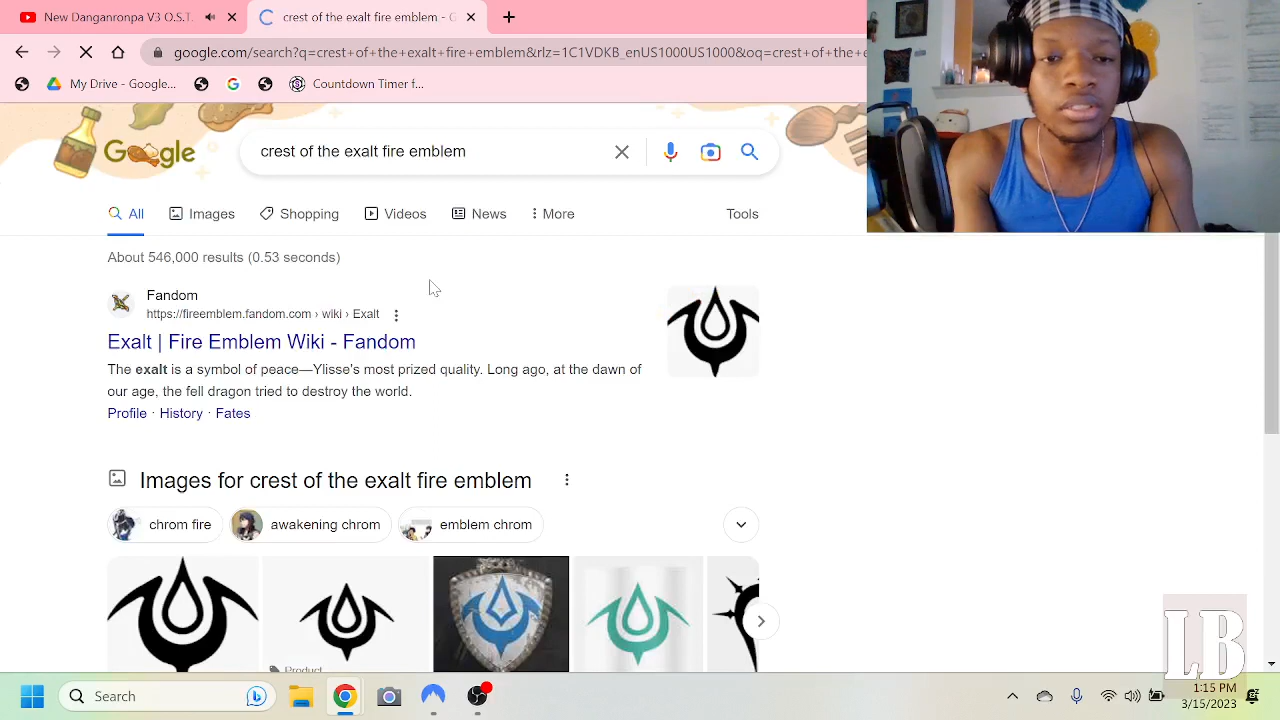 New Danganronpa V3 O.S.T.
crest of the exalt fire emblem - G
google.com/search?q=crest+of+the+exalt+fire+emblem&rlz=1C1VDKB_enUS1000US1000&oq=crest+of+the+e
My Drive - Google...
Countdown timer f...
Google
crest of the exalt fire emblem
All
Images
Shopping
Videos
News
More
Tools
About 546,000 results (0.53 seconds)
Fandom
https://fireemblem.fandom.com › wiki › Exalt
Exalt | Fire Emblem Wiki - Fandom
The exalt is a symbol of peace—Ylisse's most prized quality. Long ago, at the dawn of
our age, the fell dragon tried to destroy the world.
Profile · History · Fates
Images for crest of the exalt fire emblem
chrom fire
awakening chrom
emblem chrom
Product
LB
Search
1:15 PM
3/15/2023